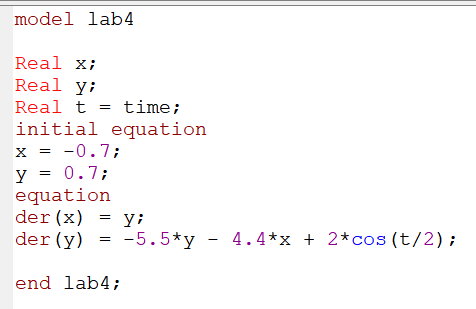 model lab4
Real x;
Real y;
Real t = time;
initial equation
x = -0.7;
y = 0.7;
equation
der(x) = y;
der(y) = -5.5*y - 4.4*x + 2*cos(t/2);
end lab4;